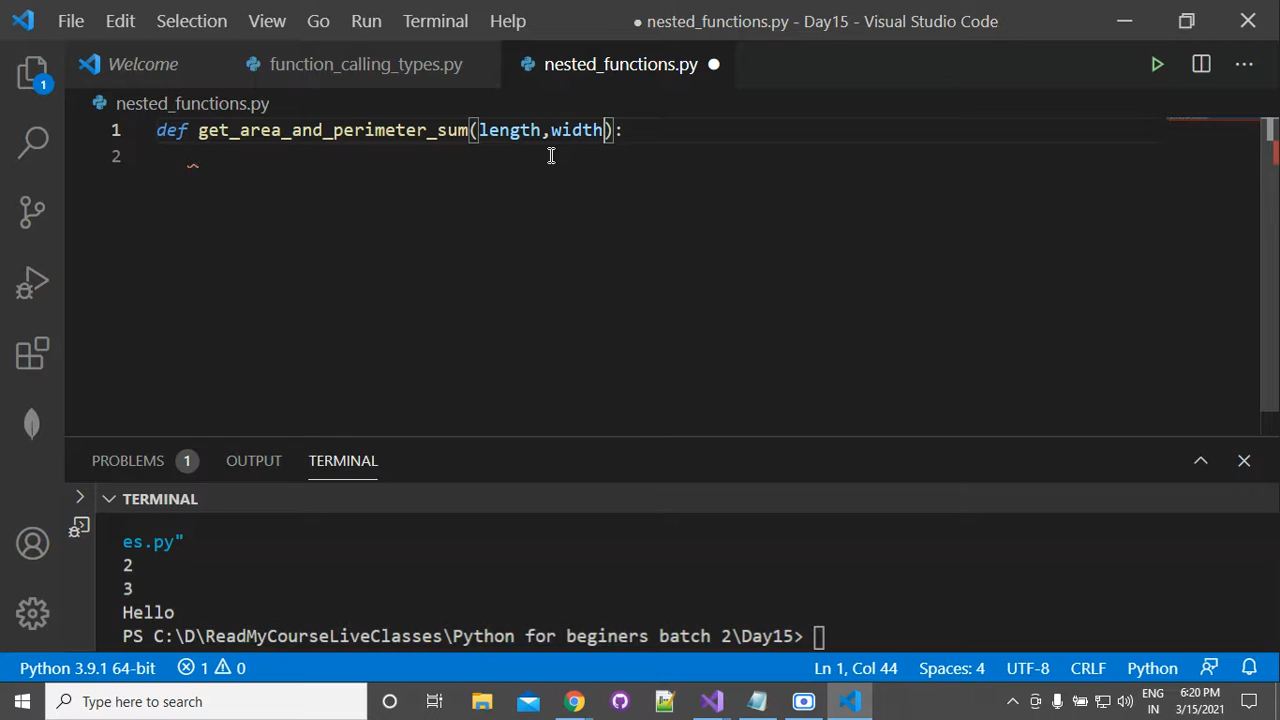 File Edit Selection View Go Run Terminal Help ● nested_functions.py - Day15 - Visual Studio Code
Welcome function_calling_types.py nested_functions.py
1
nested_functions.py
1 def get_area_and_perimeter_sum(length,width):
2
PROBLEMS 1 OUTPUT TERMINAL
TERMINAL
es.py"
2
3
Hello
PS C:\D\ReadMyCourseLiveClasses\Python for beginers batch 2\Day15>
Python 3.9.1 64-bit 1 0 Ln 1, Col 44 Spaces: 4 UTF-8 CRLF Python
Type here to search
ENG
IN
6:20 PM
3/15/2021